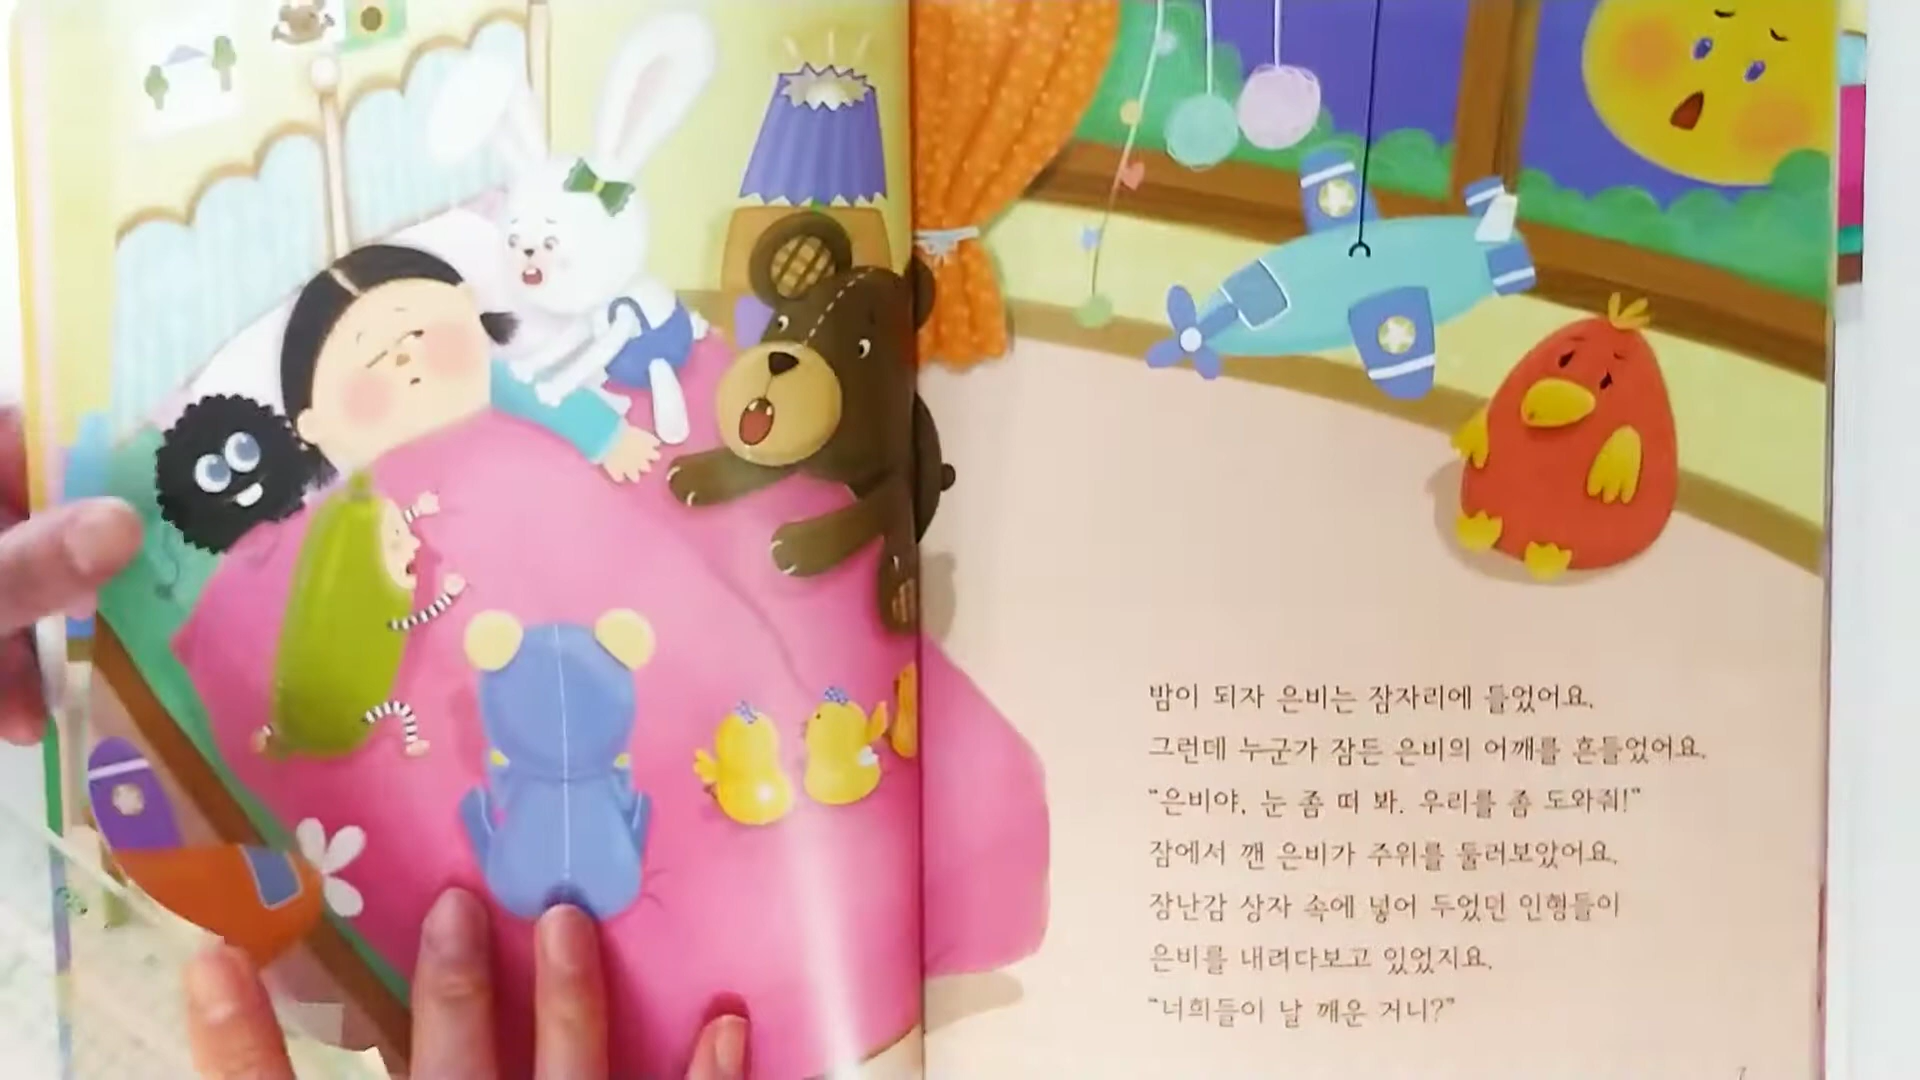 밤이 되자 은비는 잠자리에 들었어요.
그런데 누군가 잠든 은비의 어깨를 흔들었어요.
“은비야, 눈 좀 떠 봐. 우리를 좀 도와줘!”
잠에서 깬 은비가 주위를 둘러보았어요.
장난감 상자 속에 넣어 두었던 인형들이
은비를 내려다보고 있었지요.
“너희들이 날 깨운 거니?”
7